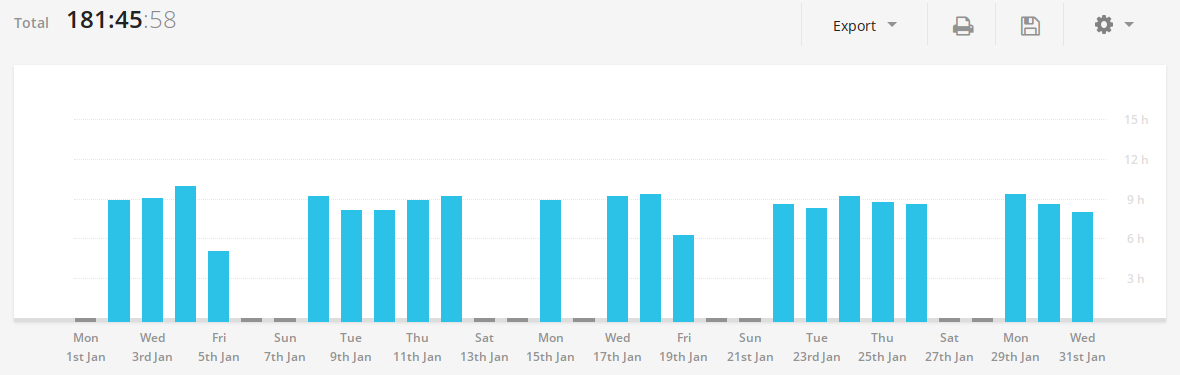 Total 181:45:58
Export
15 h
12 h
9 h
6 h
3 h
Mon Wed Fri Sun Tue Thu Sat Mon Wed Fri Sun Tue Thu Sat Mon Wed
1st Jan 3rd Jan 5th Jan 7th Jan 9th Jan 11th Jan 13th Jan 15th Jan 17th Jan 19th Jan 21st Jan 23rd Jan 25th Jan 27th Jan 29th Jan 31st Jan